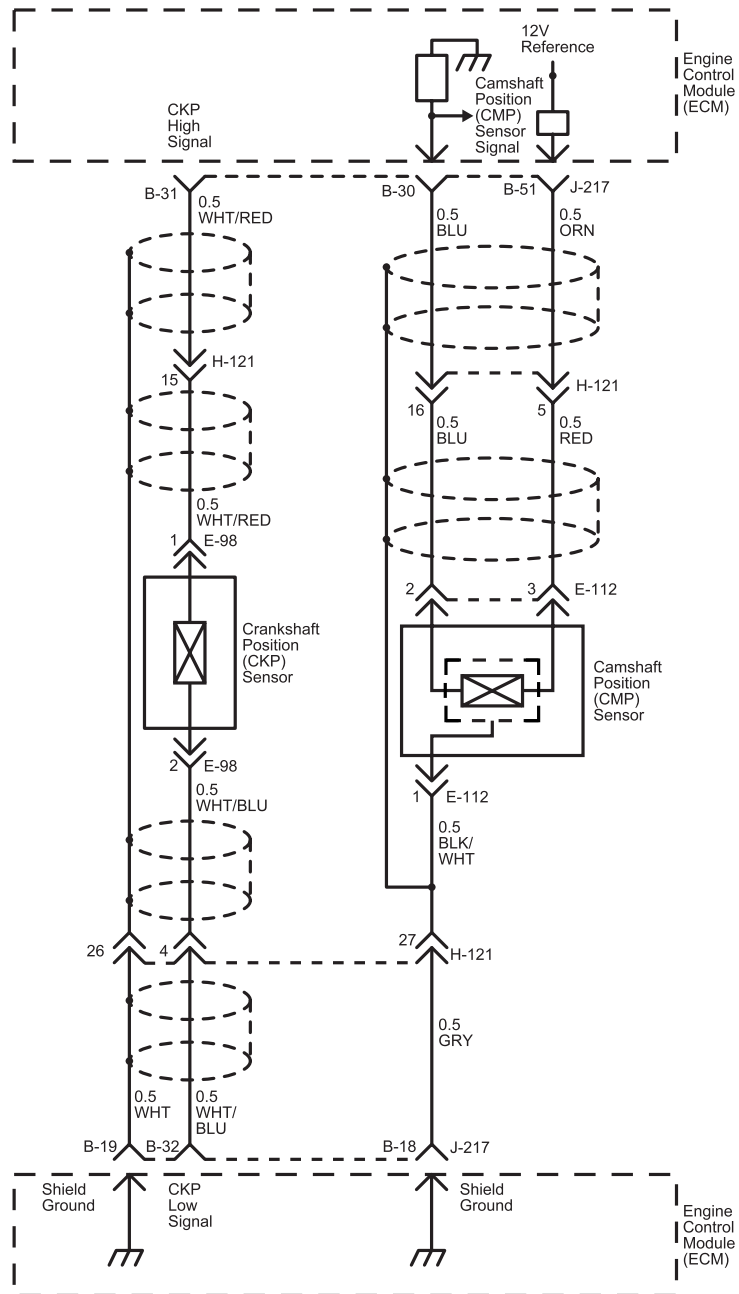 12V
Reference
Engine
Control
Module
(ECM)
Camshaft
Position
(CMP)
Sensor
Signal
CKP
High
Signal
B-31
B-30
B-51
J-217
0.5
WHT/RED
0.5
BLU
0.5
ORN
H-121
15
H-121
16
5
0.5
BLU
0.5
RED
0.5
WHT/RED
1
E-98
2
3
E-112
Crankshaft
Position
(CKP)
Sensor
Camshaft
Position
(CMP)
Sensor
2
E-98
0.5
WHT/BLU
1
E-112
0.5
BLK/
WHT
26
4
27
H-121
0.5
GRY
0.5
WHT
0.5
WHT/
BLU
B-19
B-32
B-18
J-217
Shield
Ground
CKP
Low
Signal
Shield
Ground
Engine
Control
Module
(ECM)